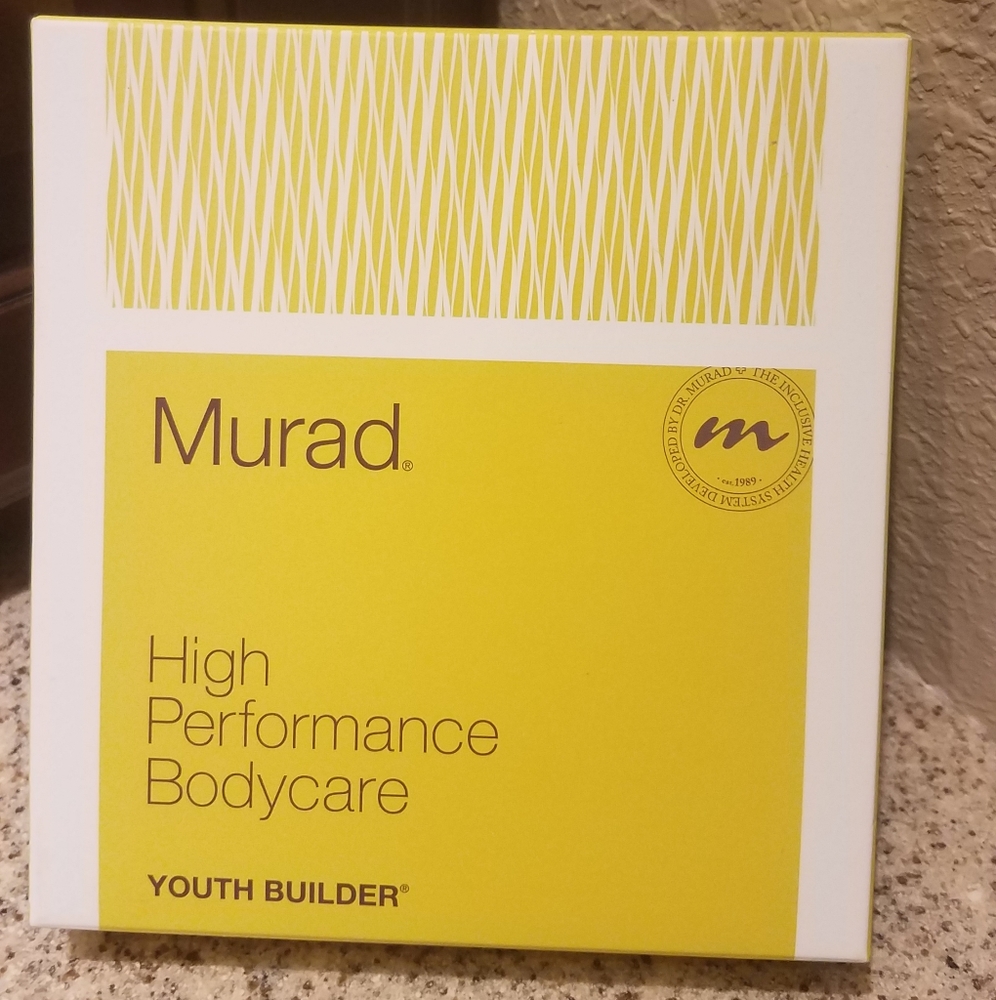 Murad®
DEVELOPED BY DR. MURAD THE INCLUSIVE HEALTH SYSTEM
m
• est.1989 •
High
Performance
Bodycare
YOUTH BUILDER®